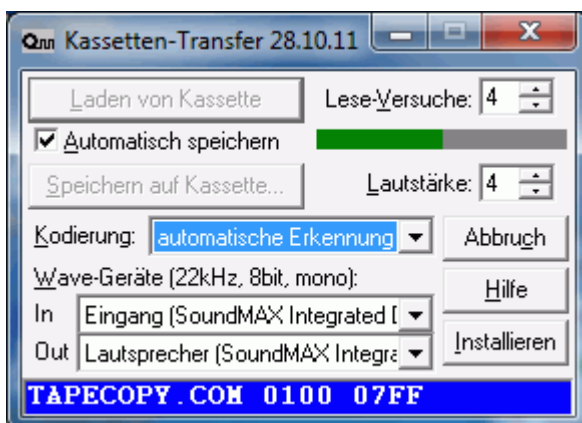 Kassetten-Transfer 28.10.11
Laden von Kassette
Lese-Versuche: 4
Automatisch speichern
Speichern auf Kassette...
Lautstärke: 4
Kodierung: automatische Erkennung
Abbruch
Wave-Geräte (22kHz, 8bit, mono):
Hilfe
In Eingang (SoundMAX Integrated D
Out Lautsprecher (SoundMAX Integra
Installieren
TAPECOPY.COM 0100 07FF